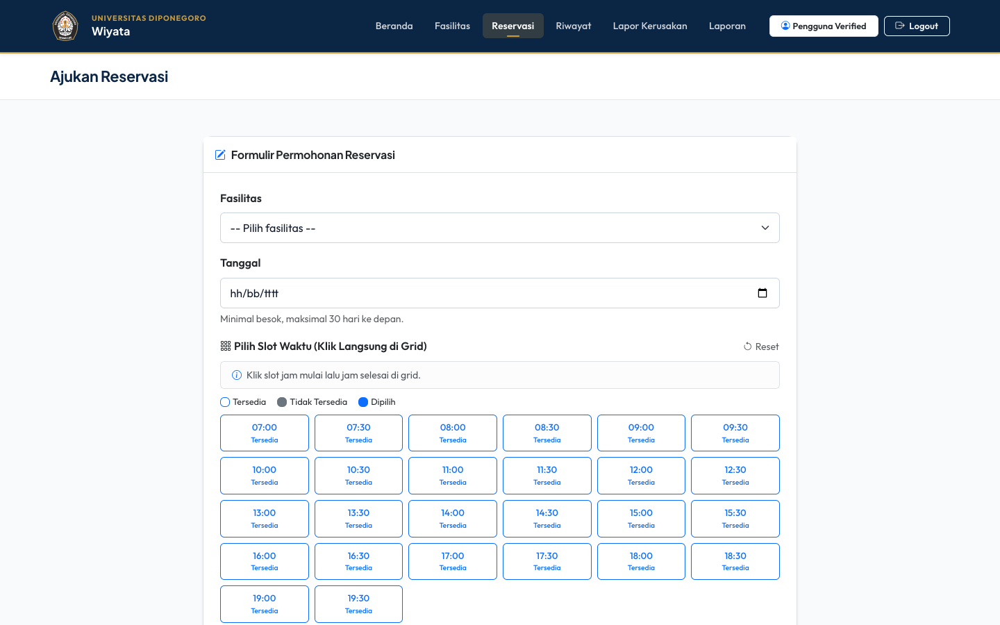 UNIVERSITAS DIPONEGORO
Wiyata
Beranda
Fasilitas
Reservasi
Riwayat
Lapor Kerusakan
Laporan
Pengguna Verified
Logout
Ajukan Reservasi
Formulir Permohonan Reservasi
Fasilitas
-- Pilih fasilitas --
Tanggal
hh/bb/tttt
Minimal besok, maksimal 30 hari ke depan.
Pilih Slot Waktu (Klik Langsung di Grid)
Reset
Klik slot jam mulai lalu jam selesai di grid.
Tersedia
Tidak Tersedia
Dipilih
07:00
Tersedia
07:30
Tersedia
08:00
Tersedia
08:30
Tersedia
09:00
Tersedia
09:30
Tersedia
10:00
Tersedia
10:30
Tersedia
11:00
Tersedia
11:30
Tersedia
12:00
Tersedia
12:30
Tersedia
13:00
Tersedia
13:30
Tersedia
14:00
Tersedia
14:30
Tersedia
15:00
Tersedia
15:30
Tersedia
16:00
Tersedia
16:30
Tersedia
17:00
Tersedia
17:30
Tersedia
18:00
Tersedia
18:30
Tersedia
19:00
Tersedia
19:30
Tersedia